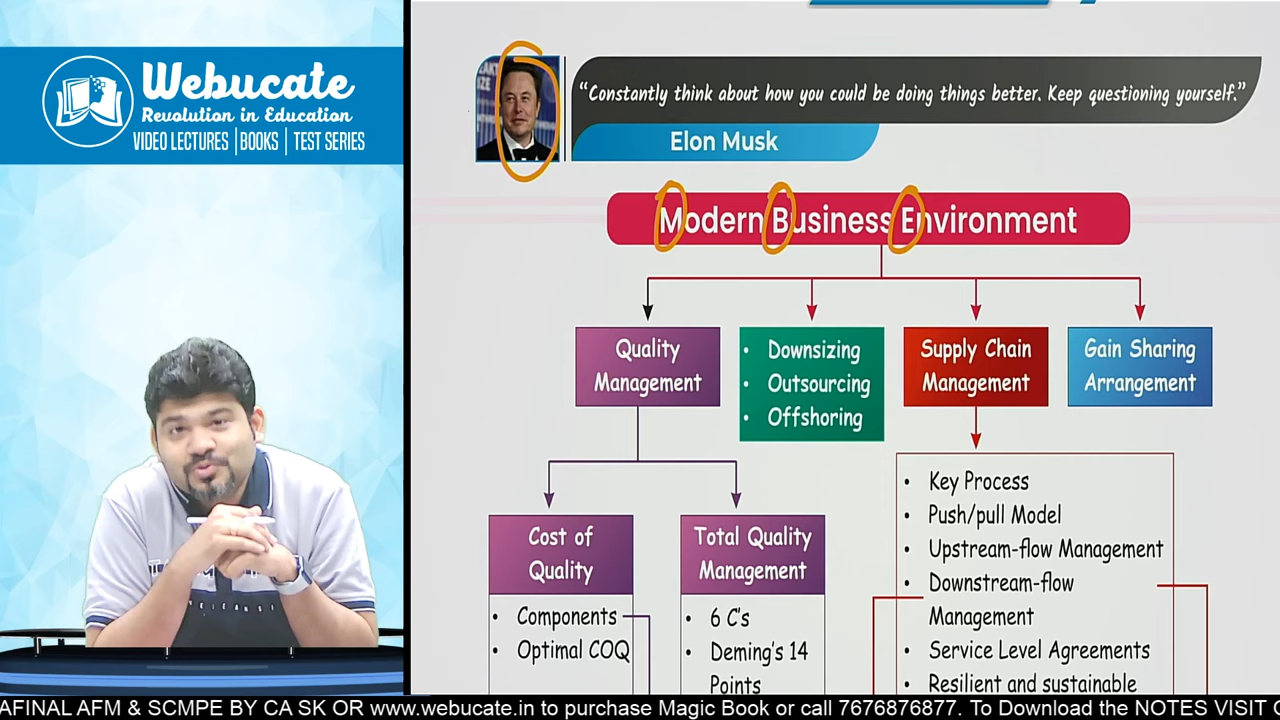 Webucate
Revolution in Education
VIDEO LECTURES | BOOKS | TEST SERIES
“Constantly think about how you could be doing things better. Keep questioning yourself.”
Elon Musk
Modern Business Environment
Quality
Management
• Downsizing
• Outsourcing
• Offshoring
Supply Chain
Management
Gain Sharing
Arrangement
Cost of
Quality
• Components
• Optimal COQ
Total Quality
Management
• 6 C's
• Deming's 14
Points
• Key Process
• Push/pull Model
• Upstream-flow Management
• Downstream-flow
Management
• Service Level Agreements
• Resilient and sustainable
AFINAL AFM & SCMPE BY CA SK OR www.webucate.in to purchase Magic Book or call 7676876877. To Download the NOTES VISIT